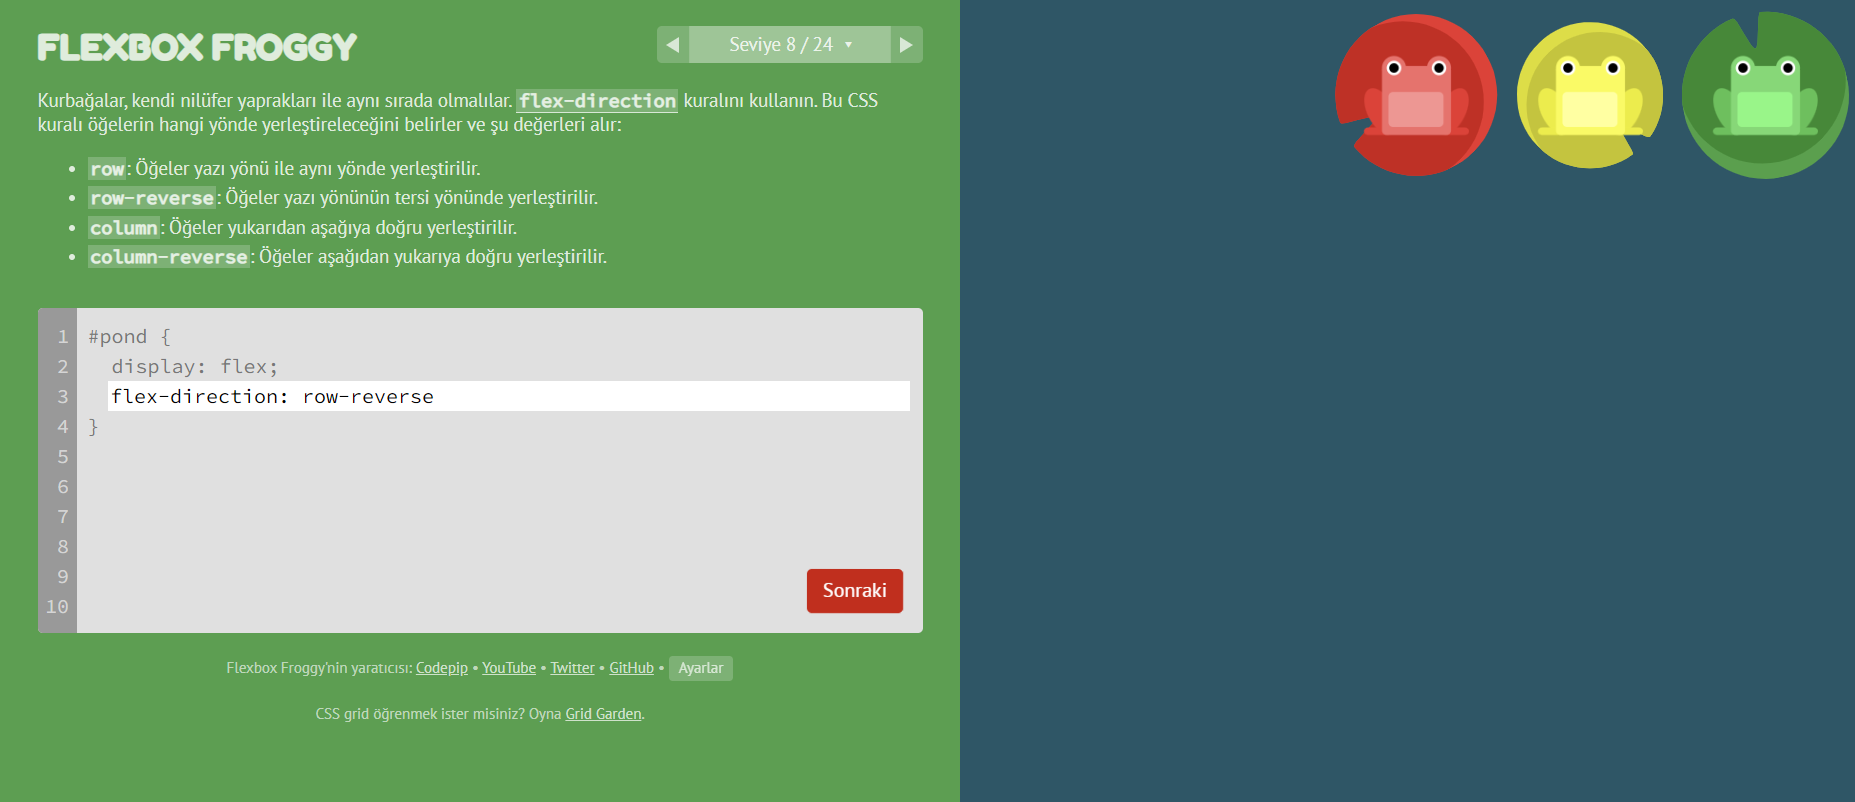 FLEXBOX FROGGY
Seviye 8 / 24
Kurbağalar, kendi nilüfer yaprakları ile aynı sırada olmalılar. flex-direction kuralını kullanın. Bu CSS
kuralı öğelerin hangi yönde yerleştireleceğini belirler ve şu değerleri alır:
• row: Öğeler yazı yönü ile aynı yönde yerleştirilir.
• row-reverse: Öğeler yazı yönünün tersi yönünde yerleştirilir.
• column: Öğeler yukarıdan aşağıya doğru yerleştirilir.
• column-reverse: Öğeler aşağıdan yukarıya doğru yerleştirilir.
1 #pond {
2 display: flex;
3 flex-direction: row-reverse
4 }
5
6
7
8
9
10
Sonraki
Flexbox Froggy'nin yaratıcısı: Codepip • YouTube • Twitter • GitHub • Ayarlar
CSS grid öğrenmek ister misiniz? Oyna Grid Garden.